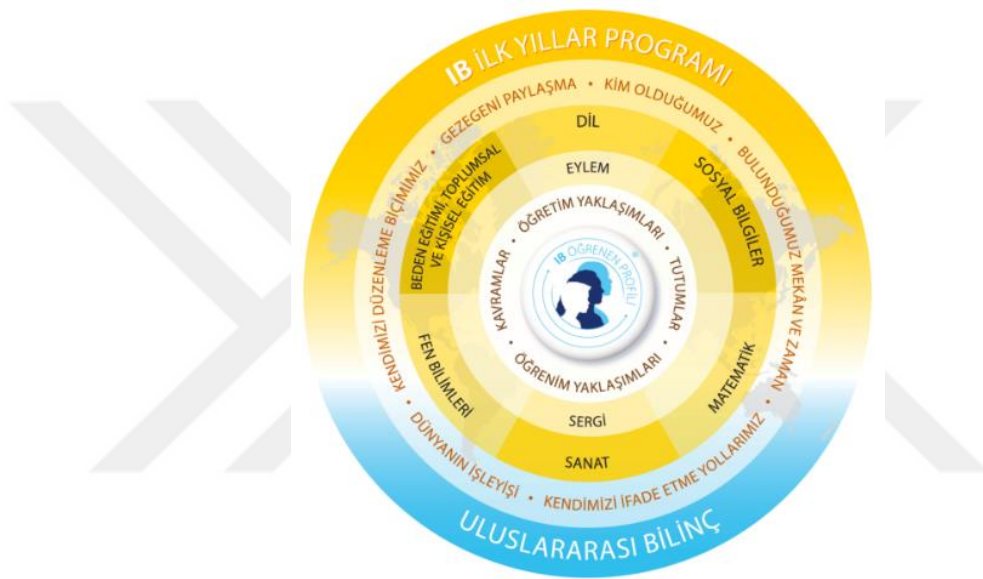 IB İLK YILLAR PROGRAMI
GEZEGENİ PAYLAŞMA • KİM OLDUĞUMUZ • BULUNDUĞUMUZ MEKÂN VE ZAMAN • KENDİMİZİ İFADE ETME YOLLARIMIZ • DÜNYANIN İŞLEYİŞİ • KENDİMİZİ DÜZENLEME BİÇİMİMİZ •
DİL
SOSYAL BİLGİLER
MATEMATİK
SANAT
FEN BİLİMLERİ
BEDEN EĞİTİMİ, TOPLUMSAL
VE KİŞİSEL EĞİTİM
EYLEM
SERGİ
ÖĞRETİM YAKLAŞIMLARI • TUTUMLAR • ÖĞRENİM YAKLAŞIMLARI • KAVRAMLAR •
IB ÖĞRENEN PROFİLİ
®
ULUSLARARASI BİLİNÇ